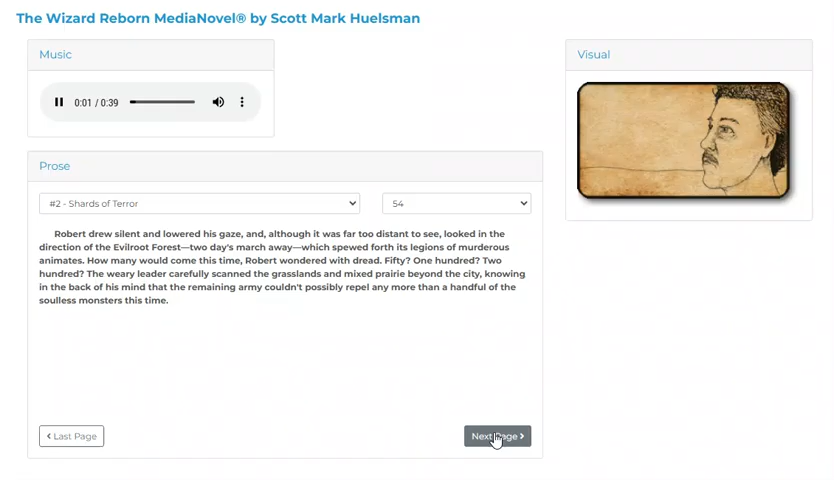 The Wizard Reborn MediaNovel® by Scott Mark Huelsman
Music
0:01 / 0:39
Visual
Prose
#2 - Shards of Terror
54
Robert drew silent and lowered his gaze, and, although it was far too distant to see, looked in the
direction of the Evilroot Forest—two day's march away—which spewed forth its legions of murderous
animates. How many would come this time, Robert wondered with dread. Fifty? One hundred? Two
hundred? The weary leader carefully scanned the grasslands and mixed prairie beyond the city, knowing
in the back of his mind that the remaining army couldn't possibly repel any more than a handful of the
soulless monsters this time.
Last Page
Next Page